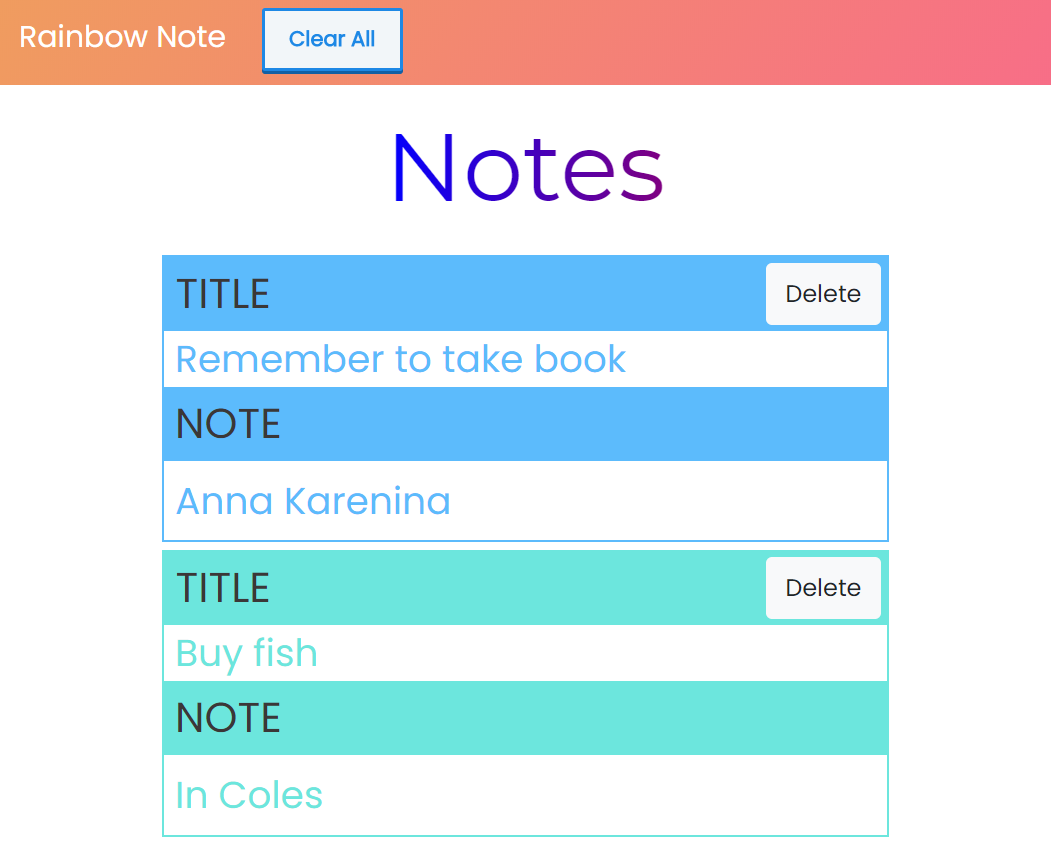 Rainbow Note
Clear All
Notes
TITLE
Delete
Remember to take book
NOTE
Anna Karenina
TITLE
Delete
Buy fish
NOTE
In Coles